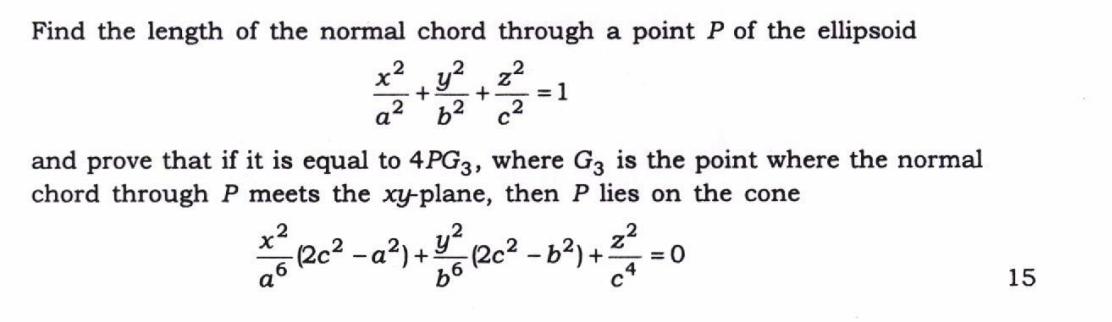 Find the length of the normal chord through a point P of the ellipsoid
x²/a² + y²/b² + z²/c² = 1
and prove that if it is equal to 4PG₃, where G₃ is the point where the normal
chord through P meets the xy-plane, then P lies on the cone
x²/a⁶ (2c² – a²) + y²/b⁶ (2c² – b²) + z²/c⁴ = 0
15